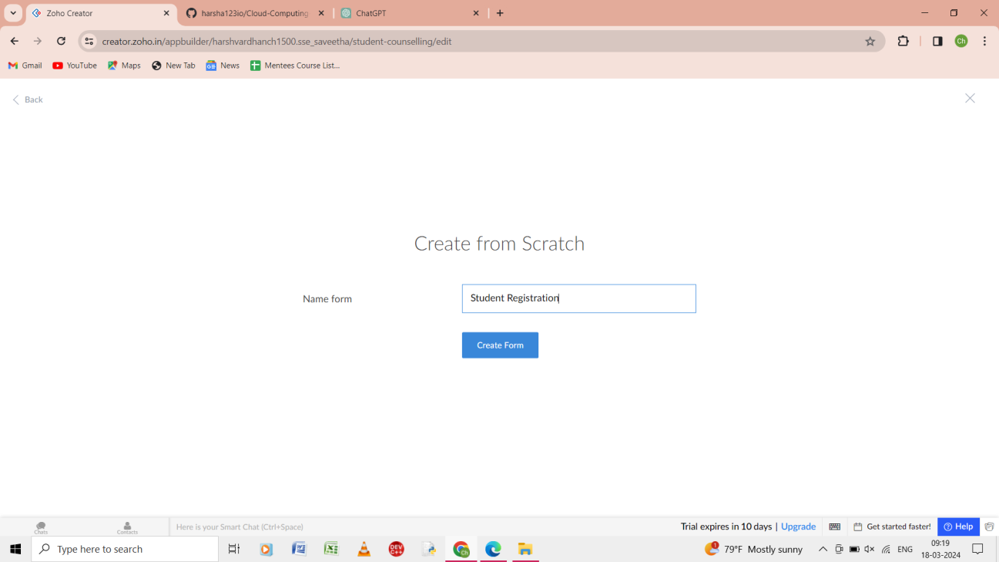 Zoho Creator
harsha123io/Cloud-Computing
ChatGPT
creator.zoho.in/appbuilder/harshvardhanch1500.sse_saveetha/student-counselling/edit
Ch
Gmail
YouTube
Maps
New Tab
News
Mentees Course List...
Back
Create from Scratch
Name form
Student Registration
Create Form
Chats
Contacts
Here is your Smart Chat (Ctrl+Space)
Trial expires in 10 days | Upgrade
Get started faster!
Help
Type here to search
DEV C++
1
79°F Mostly sunny
ENG
09:19
18-03-2024